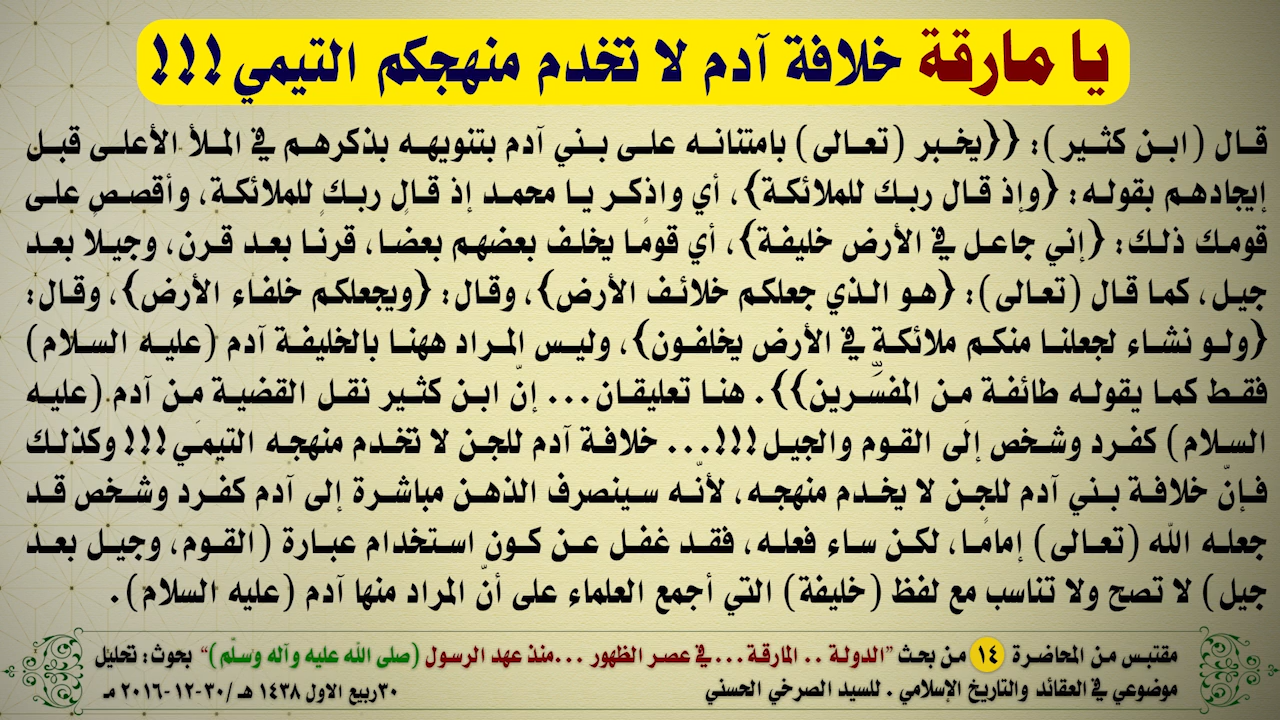 يا مارقة خلافة آدم لا تخدم منهجكم التيمي!!!
قال (ابن كثير): {{يخبر (تعالى) بامتنانه على بني آدم بتنويهه بذكرهم في الملأ الأعلى قبل
إيجادهم بقوله: {وإذ قال ربك للملائكة}، أي واذكر يا محمد إذ قال ربك للملائكة، وأقصص على
قومك ذلك: {إني جاعل في الأرض خليفة}، أي قومًا يخلف بعضهم بعضًا، قرنًا بعد قرن، وجيلًا بعد
جيل، كما قال (تعالى): {هو الذي جعلكم خلائف الأرض}، وقال: {ويجعلكم خلفاء الأرض}، وقال:
{ولو نشاء لجعلنا منكم ملائكة في الأرض يخلفون}، وليس المراد ههنا بالخليفة آدم (عليه السلام)
فقط كما يقوله طائفة من المفسّرين}}. هنا تعليقان... إنّ ابن كثير نقل القضية من آدم (عليه
السلام) كفرد وشخص إلى القوم والجيل!!!... خلافة آدم للجن لا تخدم منهجه التيمي!!! وكذلك
فإنّ خلافة بني آدم للجن لا يخدم منهجه، لأنّه سينصرف الذهن مباشرة إلى آدم كفرد وشخص قد
جعله الله (تعالى) إمامًا، لكن ساء فعله، فقد غفل عن كون استخدام عبارة (القوم، وجيل بعد
جيل) لا تصح ولا تناسب مع لفظ (خليفة) التي أجمع العلماء على أنّ المراد منها آدم (عليه السلام).
مقتبس من المحاضرة ١٤ من بحث "الدولة .. المارقة...في عصر الظهور ...منذ عهد الرسول (صلى الله عليه وآله وسلّم)" بحوث: تحليل
موضوعي في العقائد والتاريخ الإسلامي . للسيد الصرخي الحسني
٣٠ربيع الاول ١٤٣٨ هـ /٣٠-١٢-٢٠١٦ م